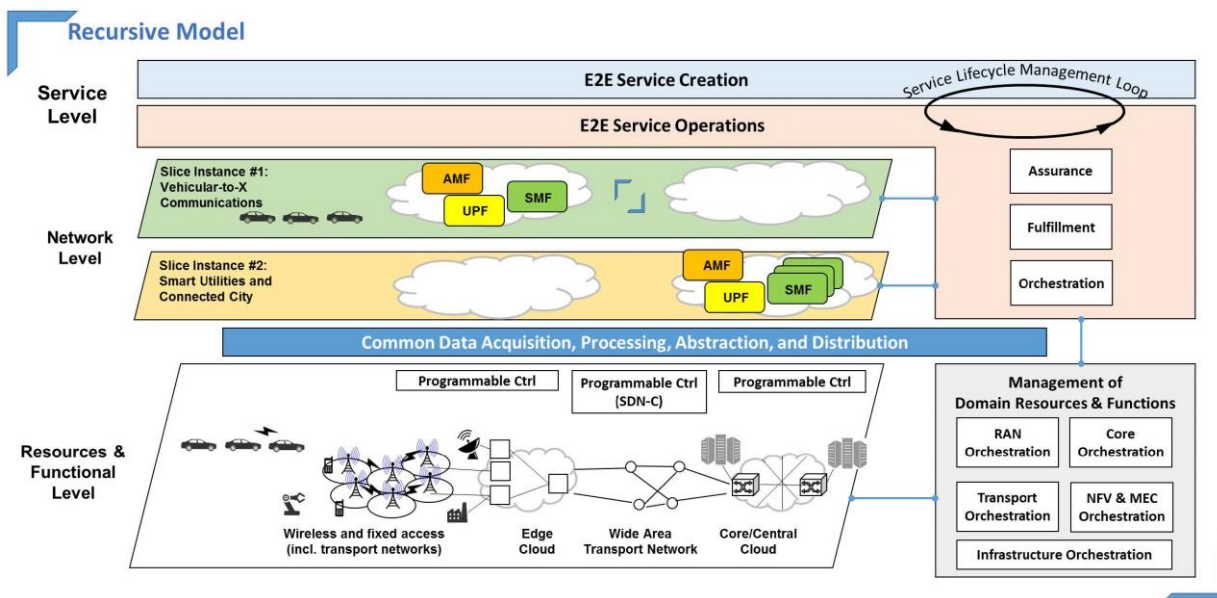 Recursive Model
Service
Level
E2E Service Creation
Service Lifecycle Management Loop
E2E Service Operations
Network
Level
Slice Instance #1:
Vehicular-to-X
Communications
AMF
UPF
SMF
Slice Instance #2:
Smart Utilities and
Connected City
AMF
UPF
SMF
Assurance
Fulfillment
Orchestration
Common Data Acquisition, Processing, Abstraction, and Distribution
Resources &
Functional
Level
Programmable Ctrl
Programmable Ctrl
(SDN-C)
Programmable Ctrl
Wireless and fixed access
(incl. transport networks)
Edge
Cloud
Wide Area
Transport Network
Core/Central
Cloud
Management of
Domain Resources & Functions
RAN
Orchestration
Core
Orchestration
Transport
Orchestration
NFV & MEC
Orchestration
Infrastructure Orchestration